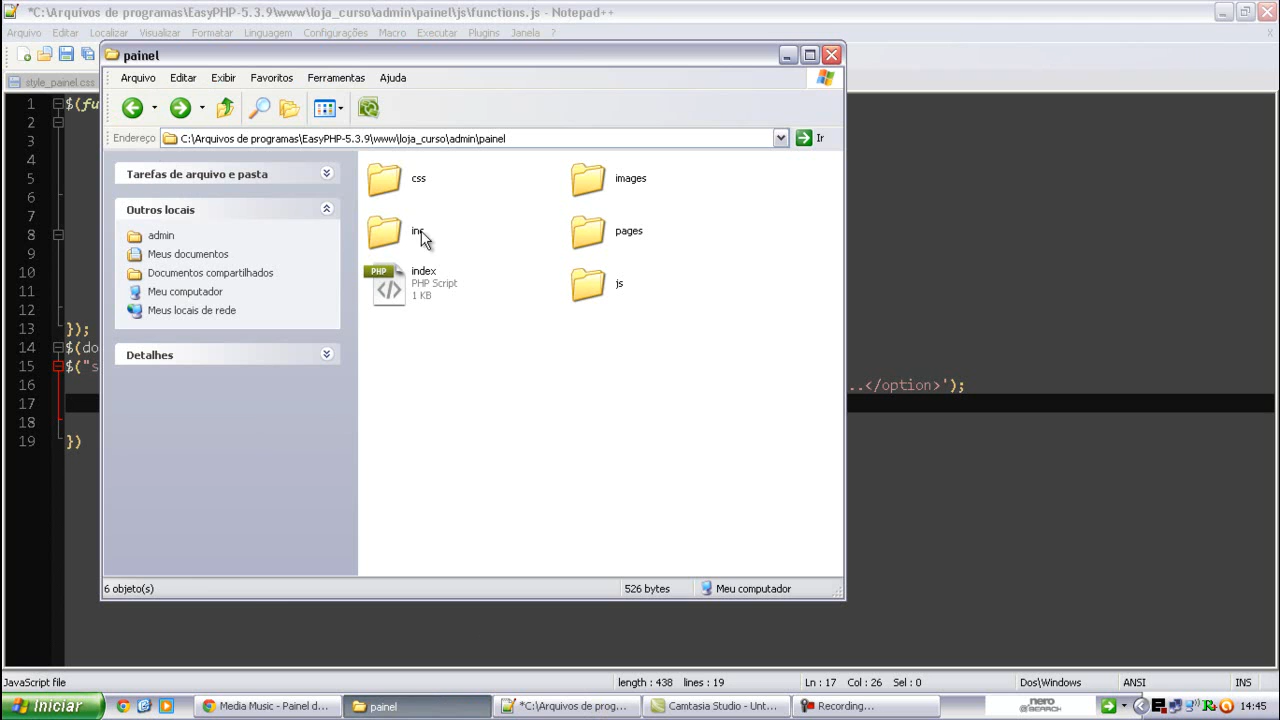 *C:\Arquivos de programas\EasyPHP-5.3.9\www\loja_curso\admin\painel\js\functions.js - Notepad++
Arquivo Editar Localizar Visualizar Formatar Linguagem Configurações Macro Executar Plugins Janela ?
style_painel.css
painel
Arquivo Editar Exibir Favoritos Ferramentas Ajuda
Endereço C:\Arquivos de programas\EasyPHP-5.3.9\www\loja_curso\admin\painel Ir
Tarefas de arquivo e pasta
Outros locais
admin
Meus documentos
Documentos compartilhados
Meu computador
Meus locais de rede
Detalhes
css
images
inc
pages
PHP
index
PHP Script
1 KB
js
6 objeto(s) 526 bytes Meu computador
1 $(fu
2
3
4
5
6
7
8
9
10
11
12
13 });
14 $(do
15 $("s
16 ..</option>');
17
18
19 })
JavaScript file length : 438 lines : 19 Ln : 17 Col : 26 Sel : 0 Dos\Windows ANSI INS
Iniciar Media Music - Painel d... painel *C:\Arquivos de prog... Camtasia Studio - Unt... Recording... nero SEARCH 14:45